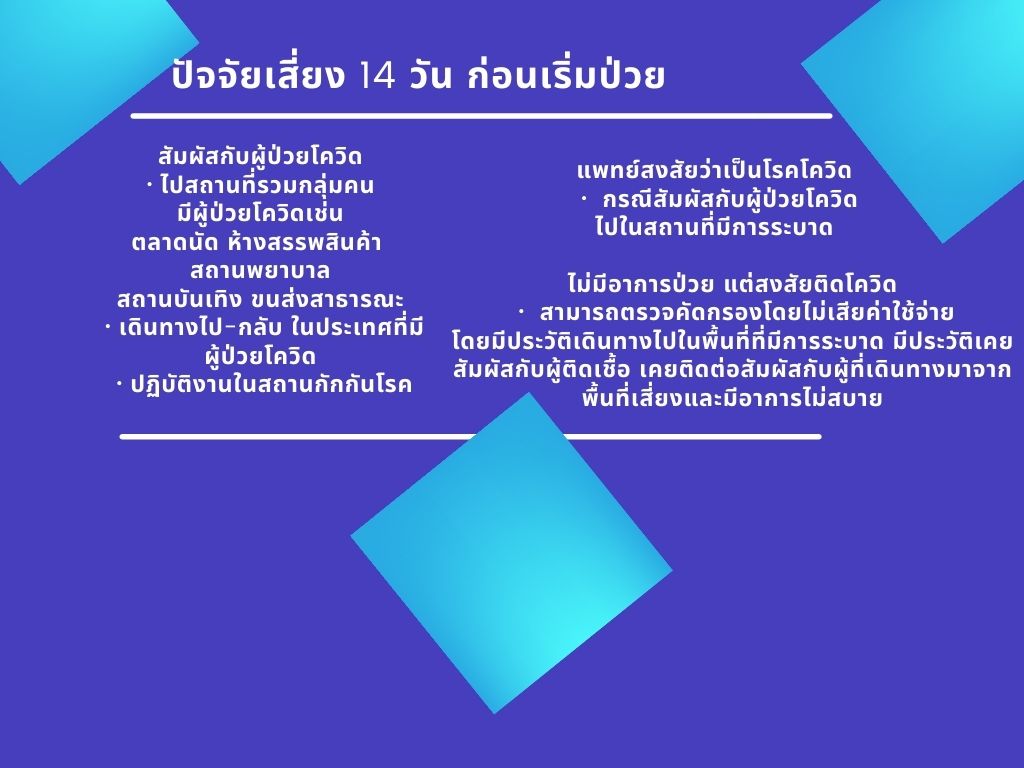 ปัจจัยเสี่ยง 14 วัน ก่อนเริ่มป่วย
สัมผัสกับผู้ป่วยโควิด
• ไปสถานที่รวมกลุ่มคน
มีผู้ป่วยโควิดเช่น
ตลาดนัด ห้างสรรพสินค้า
สถานพยาบาล
สถานบันเทิง ขนส่งสาธารณะ
• เดินทางไป-กลับ ในประเทศที่มี
ผู้ป่วยโควิด
• ปฏิบัติงานในสถานกักกันโรค
แพทย์สงสัยว่าเป็นโรคโควิด
• กรณีสัมผัสกับผู้ป่วยโควิด
ไปในสถานที่มีการระบาด
ไม่มีอาการป่วย แต่สงสัยติดโควิด
• สามารถตรวจคัดกรองโดยไม่เสียค่าใช้จ่าย
โดยมีประวัติเดินทางไปในพื้นที่ที่มีการระบาด มีประวัติเคย
สัมผัสกับผู้ติดเชื้อ เคยติดต่อสัมผัสกับผู้ที่เดินทางมาจาก
พื้นที่เสี่ยงและมีอาการไม่สบาย